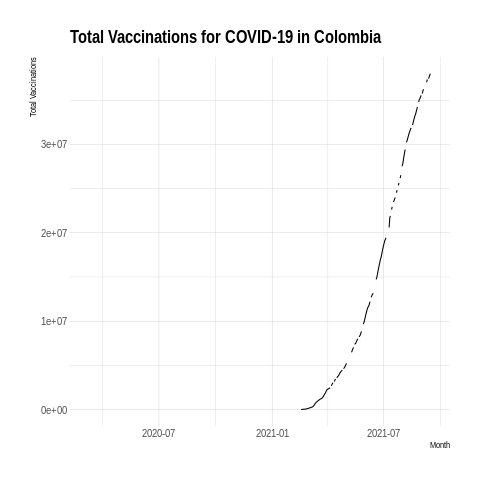 Total Vaccinations for COVID-19 in Colombia
Total Vaccinations
3e+07
2e+07
1e+07
0e+00
2020-07
2021-01
2021-07
Month